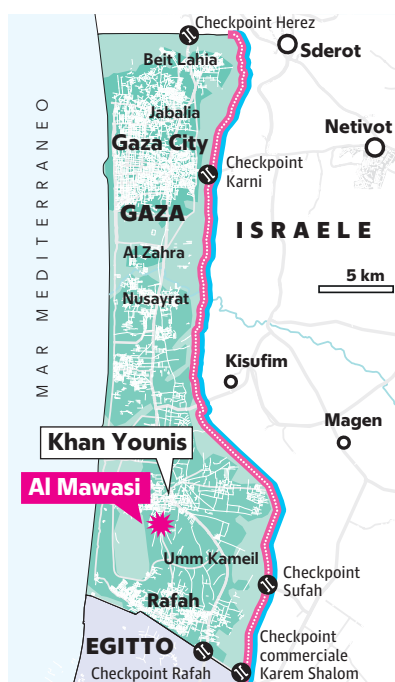 Checkpoint Herez
Sderot
Beit Lahia
Jabalia
Netivot
Gaza City
Checkpoint
Karni
GAZA
ISRAELE
MAR MEDITERRANEO
Al Zahra
5 km
Nusayrat
Kisufim
Magen
Khan Younis
Al Mawasi
Umm Kameil
Checkpoint
Sufah
Rafah
EGITTO
Checkpoint
commerciale
Karem Shalom
Checkpoint Rafah